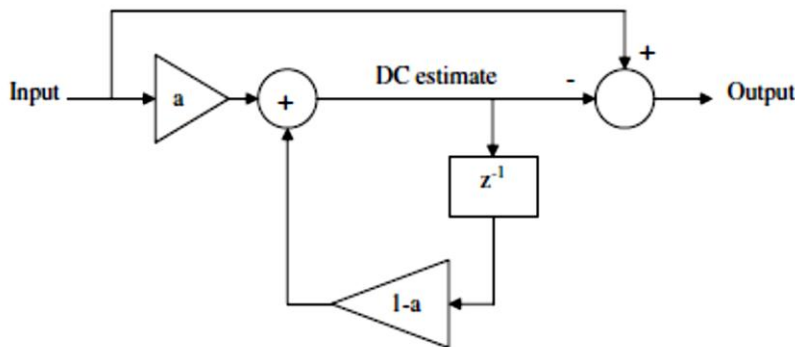 +
DC estimate
-
Input
a
+
Output
z⁻¹
1-a